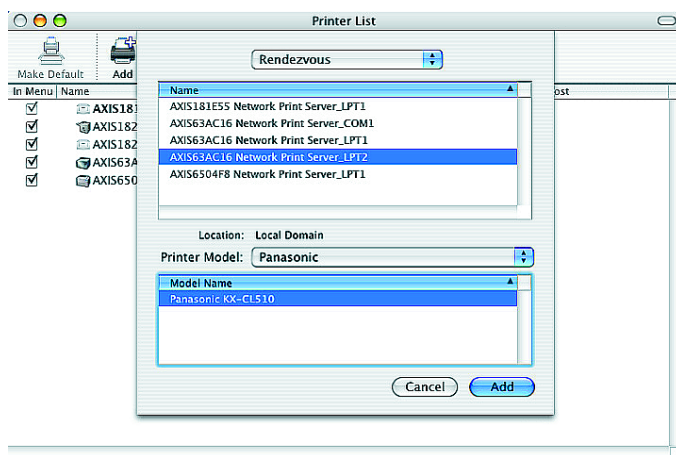 Printer List
Make Default
Add
In Menu
Name
ost
AXIS181
AXIS182
AXIS182
AXIS63A
AXIS650
Rendezvous
Name
AXIS181E55 Network Print Server_LPT1
AXIS63AC16 Network Print Server_COM1
AXIS63AC16 Network Print Server_LPT1
AXIS63AC16 Network Print Server_LPT2
AXIS6504F8 Network Print Server_LPT1
Location: Local Domain
Printer Model: Panasonic
Model Name
Panasonic KX-CL510
Cancel
Add